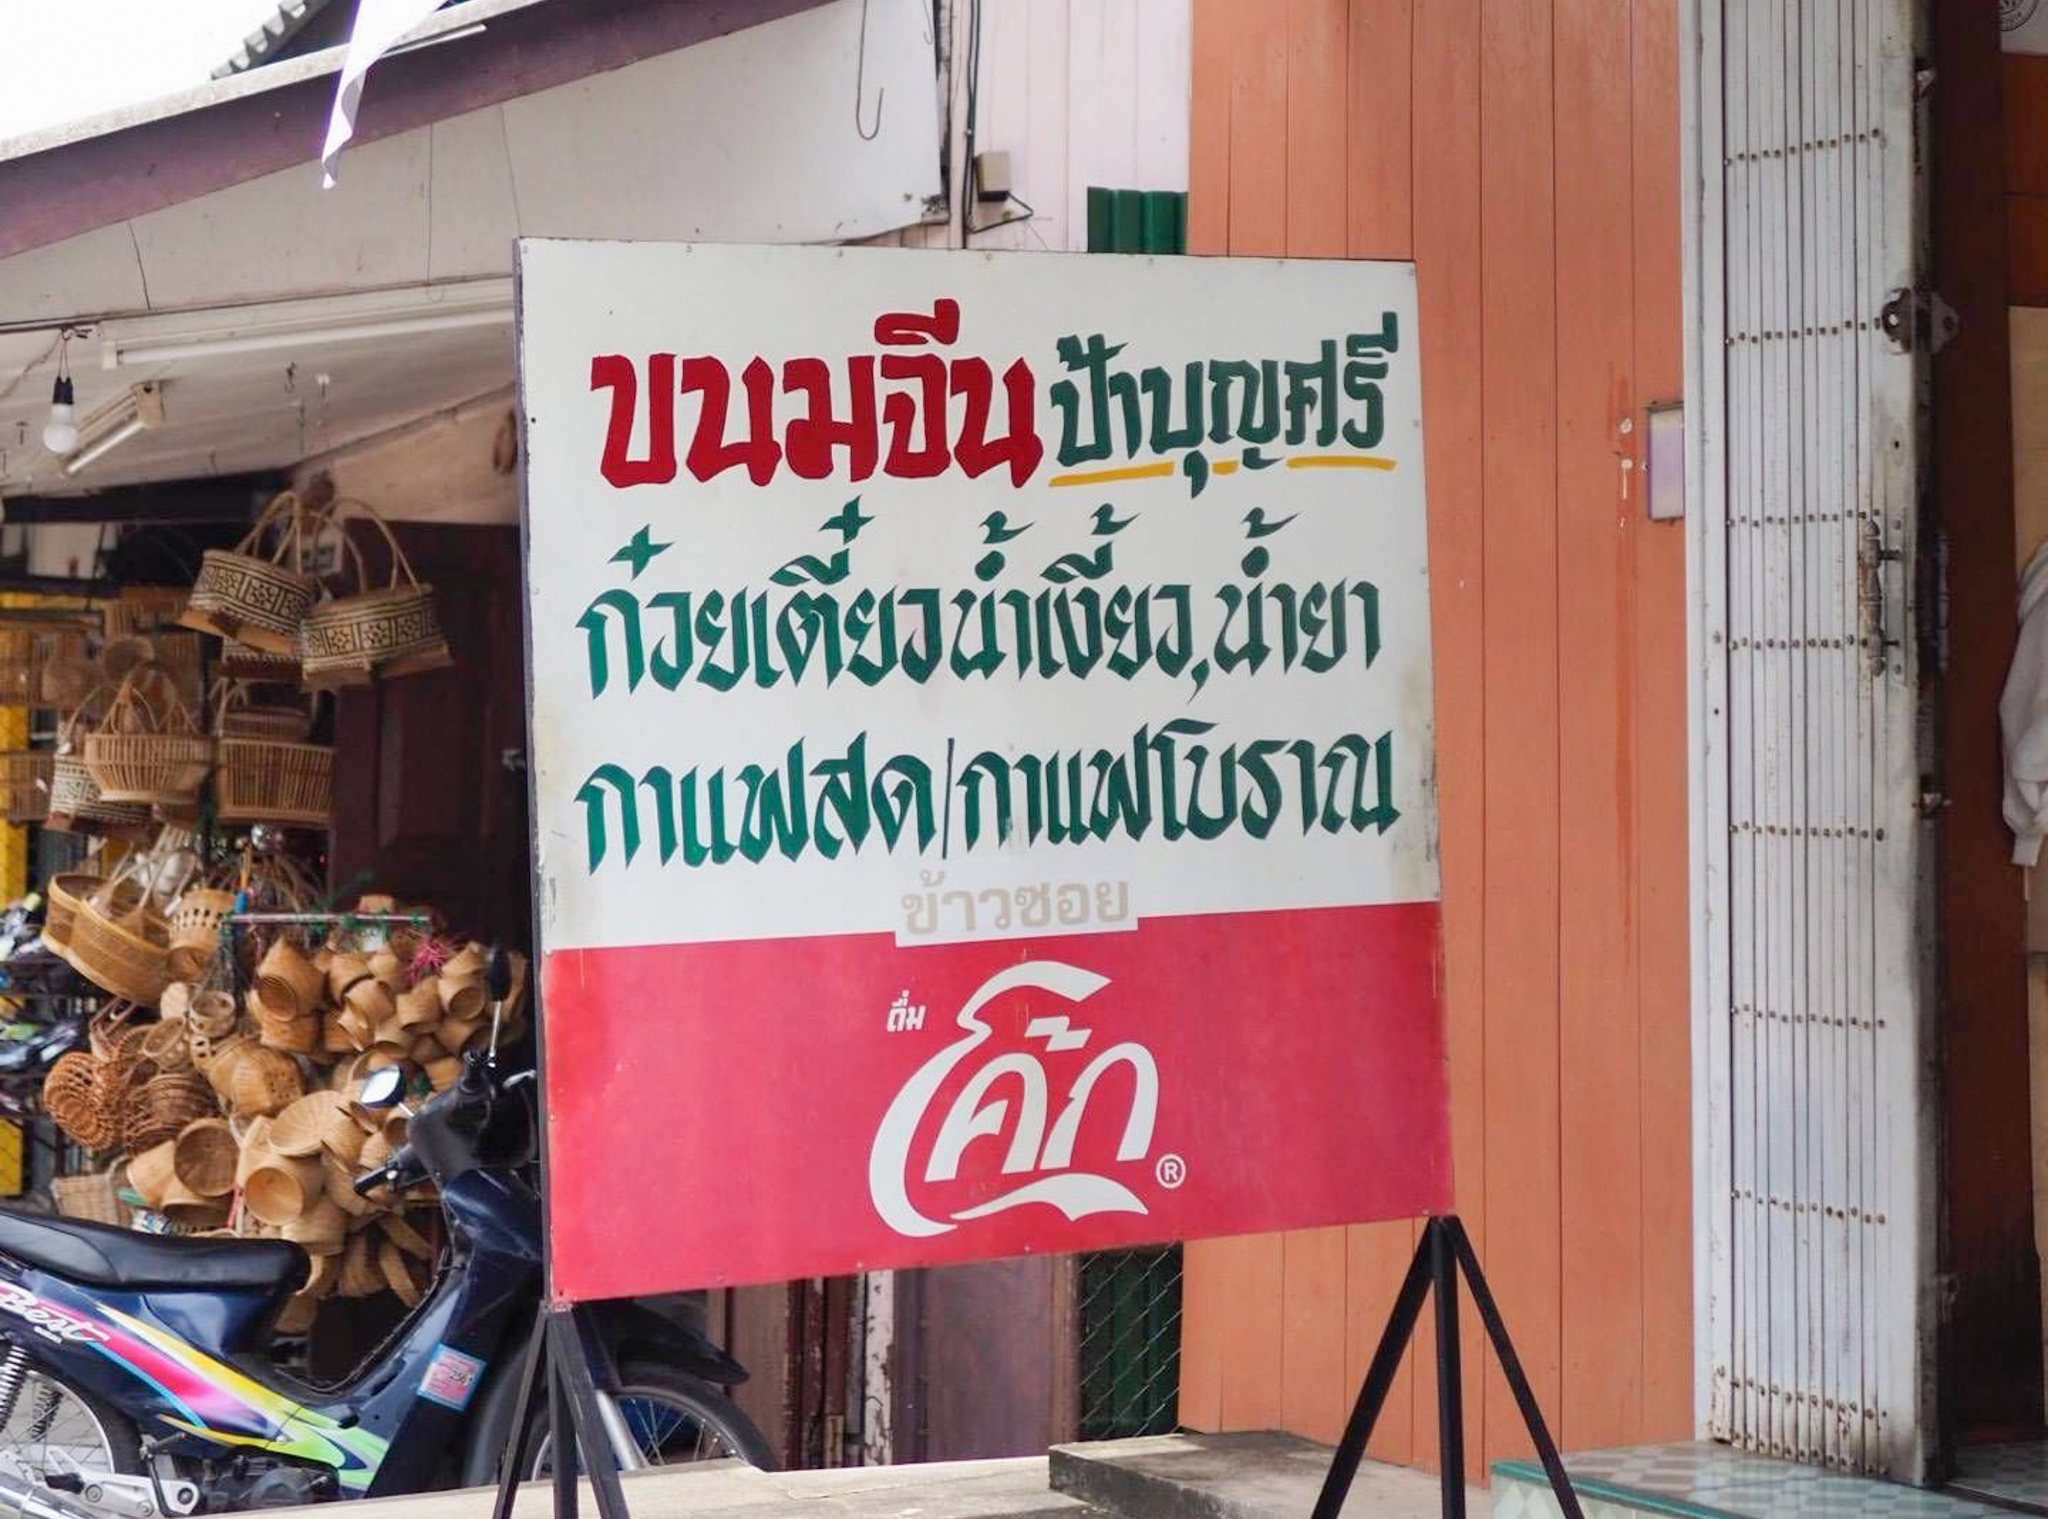 ขนมจีนป้าบุญศรี
ก๋วยเตี๋ยวน้ำเงี้ยว,น้ำยา
กาแฟสด/กาแฟโบราณ
ข้าวซอย
ดื่ม
โค๊ก®
Best